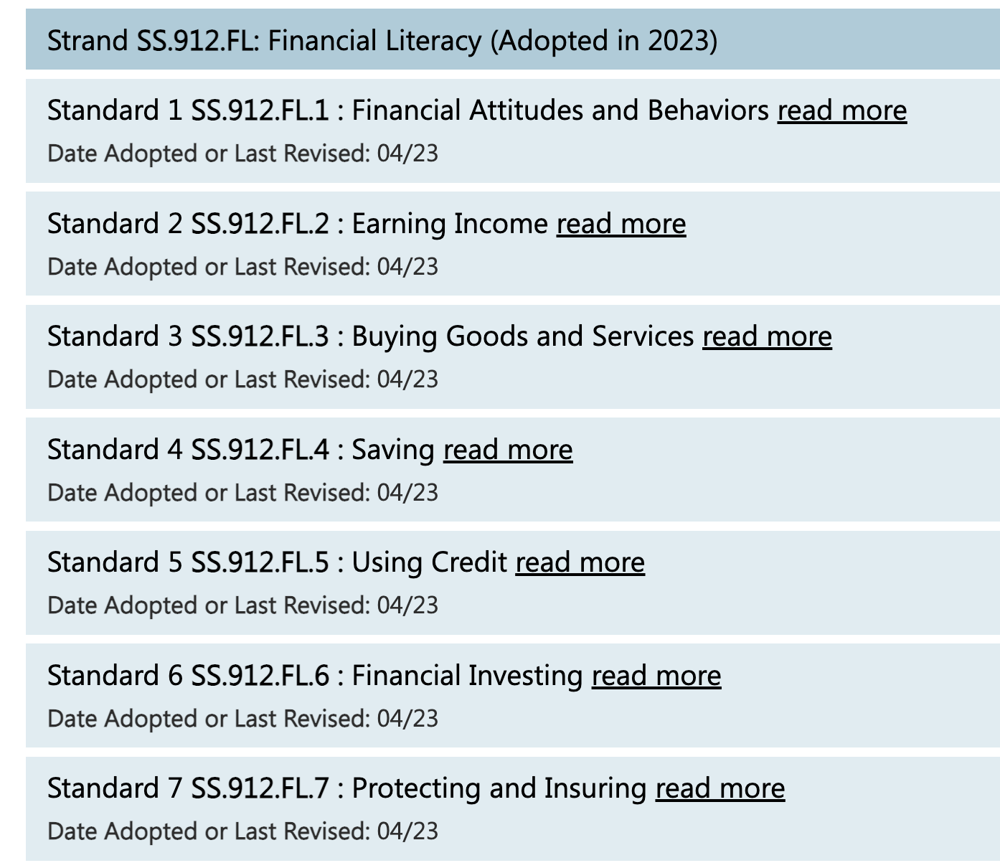 Strand SS.912.FL: Financial Literacy (Adopted in 2023)
Standard 1 SS.912.FL.1 : Financial Attitudes and Behaviors read more
Date Adopted or Last Revised: 04/23
Standard 2 SS.912.FL.2 : Earning Income read more
Date Adopted or Last Revised: 04/23
Standard 3 SS.912.FL.3 : Buying Goods and Services read more
Date Adopted or Last Revised: 04/23
Standard 4 SS.912.FL.4 : Saving read more
Date Adopted or Last Revised: 04/23
Standard 5 SS.912.FL.5 : Using Credit read more
Date Adopted or Last Revised: 04/23
Standard 6 SS.912.FL.6 : Financial Investing read more
Date Adopted or Last Revised: 04/23
Standard 7 SS.912.FL.7 : Protecting and Insuring read more
Date Adopted or Last Revised: 04/23